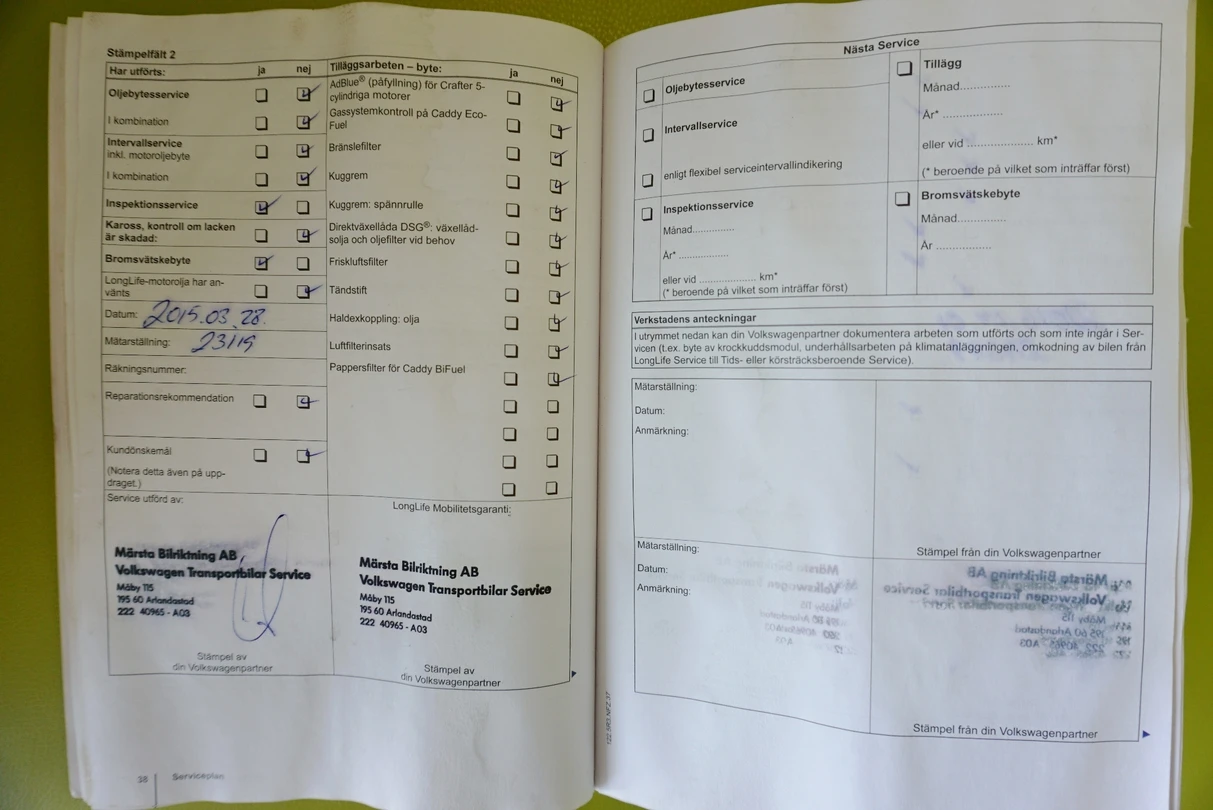 Stämpelfält 2
Har utförts: ja nej
Oljebytesservice
I kombination
Intervallservice
inkl. motoroljebyte
I kombination
Inspektionsservice
Kaross, kontroll om lacken
är skadad:
Bromsvätskebyte
LongLife-motorolja har an-
vänts
Datum: 2015.03.28
Mätarställning: 23119
Räkningsnummer:
Reparationsrekommendation
Kundönskemål
(Notera detta även på upp-
draget.)
Tilläggsarbeten – byte: ja nej
AdBlue® (påfyllning) för Crafter 5-
cylindriga motorer
Gassystemkontroll på Caddy Eco-
Fuel
Bränslefilter
Kuggrem
Kuggrem: spännrulle
Direktväxellåda DSG®: växellåd-
solja och oljefilter vid behov
Friskluftsfilter
Tändstift
Haldexkoppling: olja
Luftfilterinsats
Pappersfilter för Caddy BiFuel
Service utförd av:
Märsta Bilriktning AB
Volkswagen Transportbilar Service
Måby 115
195 60 Arlandastad
222 40965 - A03
Stämpel av
din Volkswagenpartner
LongLife Mobilitetsgaranti:
Märsta Bilriktning AB
Volkswagen Transportbilar Service
Måby 115
195 60 Arlandastad
222 40965 - A03
Stämpel av
din Volkswagenpartner
38 Serviceplan
Nästa Service
Oljebytesservice
Intervallservice
enligt flexibel serviceintervallindikering
Inspektionsservice
Månad..............
År* ..................
eller vid .................... km*
(* beroende på vilket som inträffar först)
Tillägg
Månad..............
År* ..................
eller vid .................... km*
(* beroende på vilket som inträffar först)
Bromsvätskebyte
Månad..............
År ................
Verkstadens anteckningar
I utrymmet nedan kan din Volkswagenpartner dokumentera arbeten som utförts och som inte ingår i Ser-
vicen (t.ex. byte av krockkuddsmodul, underhållsarbeten på klimatanläggningen, omkodning av bilen från
LongLife Service till Tids- eller körsträcksberoende Service).
Mätarställning:
Datum:
Anmärkning:
Stämpel från din Volkswagenpartner
Mätarställning:
Datum:
Anmärkning:
Stämpel från din Volkswagenpartner